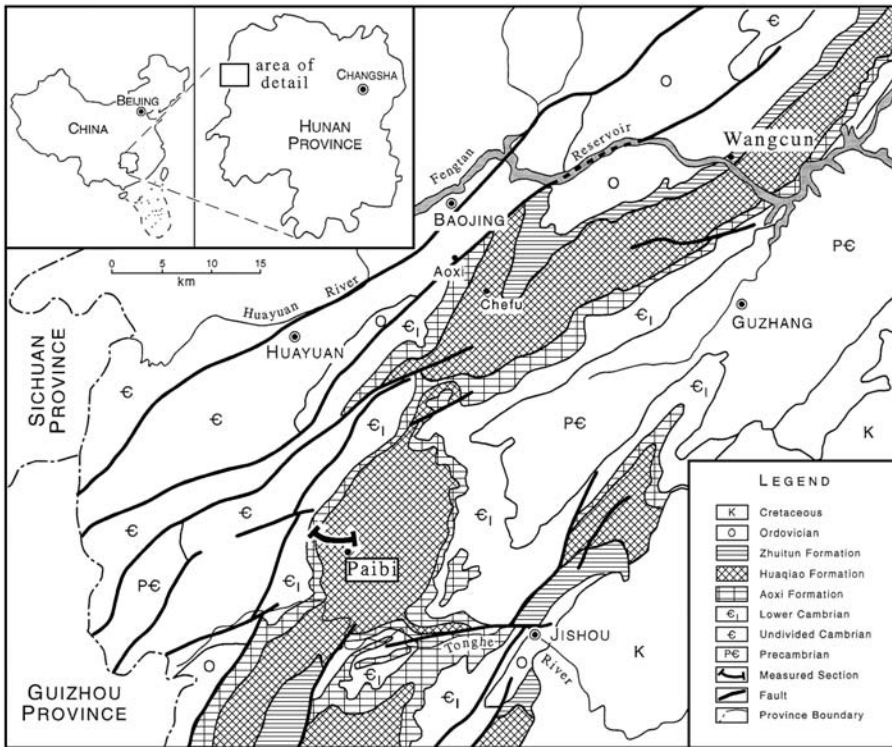 area of
detail
CHANGSHA
BEIJING
CHINA
HUNAN
PROVINCE
Є
O
Wangcun
Reservoir
Fengtan
O
BAOJING
PЄ
0 5 10 15
km
Aoxi
River
Huayuan
Chefu
GUZHANG
O
Є₁
Є₁
HUAYUAN
SICHUAN
PROVINCE
Є
Є
Є₁
Є₁
PЄ
K
Є
Є
Є₁
PЄ
Є₁
Paibi
Tonghe
JISHOU
River
O
O
Є₁
Є₁
K
GUIZHOU
PROVINCE
LEGEND
K Cretaceous
O Ordovician
Zhuitun Formation
Huaqiao Formation
Aoxi Formation
Є₁ Lower Cambrian
Є Undivided Cambrian
PЄ Precambrian
Measured Section
Fault
Province Boundary